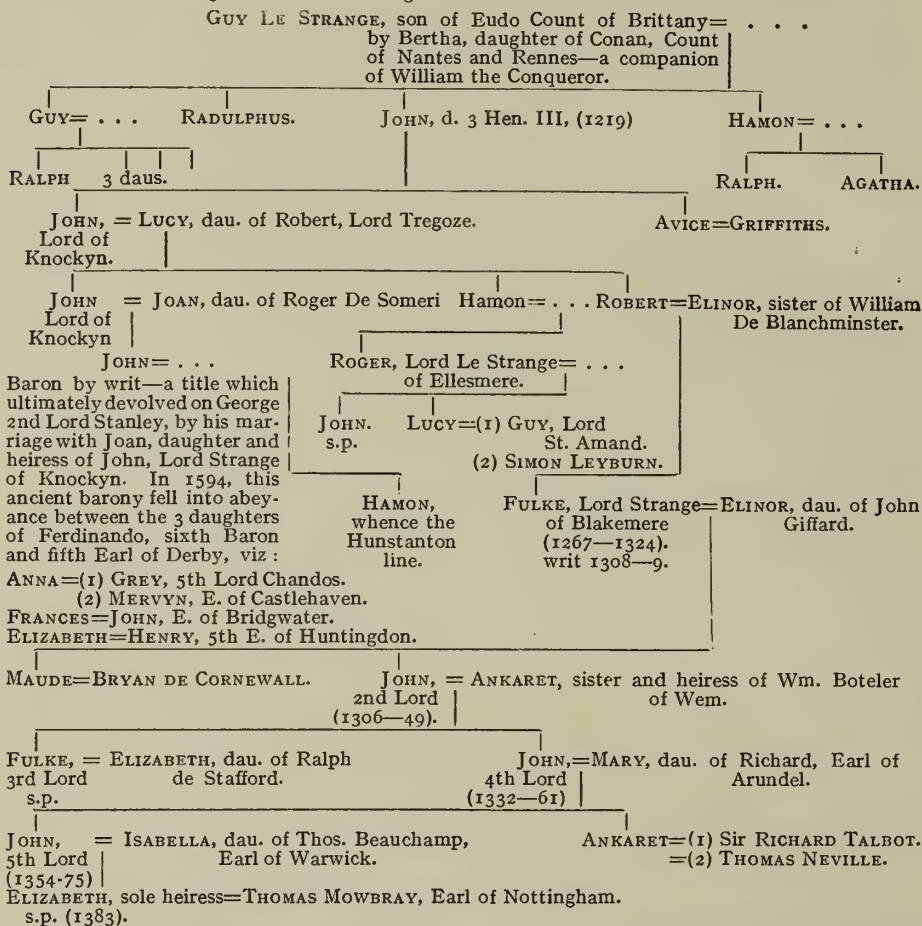 GUY LE STRANGE, son of Eudo Count of Brittany= . . .
by Bertha, daughter of Conan, Count
of Nantes and Rennes—a companion
of William the Conqueror.
GUY= . . . RADULPHUS. JOHN, d. 3 Hen. III, (1219) HAMON= . . .
RALPH 3 daus. RALPH. AGATHA.
JOHN, = LUCY, dau. of Robert, Lord Tregoze. AVICE=GRIFFITHS.
Lord of
Knockyn.
JOHN = JOAN, dau. of Roger De Someri Hamon= . . . ROBERT=ELINOR, sister of William
Lord of De Blanchminster.
Knockyn
JOHN= . . . ROGER, Lord Le Strange= . . .
Baron by writ—a title which of Ellesmere.
ultimately devolved on George
2nd Lord Stanley, by his mar- JOHN. LUCY=(1) GUY, Lord
riage with Joan, daughter and s.p. St. Amand.
heiress of John, Lord Strange (2) SIMON LEYBURN.
of Knockyn. In 1594, this
ancient barony fell into abey- HAMON, FULKE, Lord Strange=ELINOR, dau. of John
ance between the 3 daughters whence the of Blakemere Giffard.
of Ferdinando, sixth Baron Hunstanton (1267—1324).
and fifth Earl of Derby, viz : line. writ 1308—9.
ANNA=(1) GREY, 5th Lord Chandos.
(2) MERVYN, E. of Castlehaven.
FRANCES=JOHN, E. of Bridgwater.
ELIZABETH=HENRY, 5th E. of Huntingdon.
MAUDE=BRYAN DE CORNEWALL. JOHN, = ANKARET, sister and heiress of Wm. Boteler
2nd Lord of Wem.
(1306—49).
FULKE, = ELIZABETH, dau. of Ralph JOHN,=MARY, dau. of Richard, Earl of
3rd Lord de Stafford. 4th Lord Arundel.
s.p. (1332—61)
JOHN, = ISABELLA, dau. of Thos. Beauchamp, ANKARET=(1) Sir RICHARD TALBOT.
5th Lord Earl of Warwick. =(2) THOMAS NEVILLE.
(1354-75)
ELIZABETH, sole heiress=THOMAS MOWBRAY, Earl of Nottingham.
s.p. (1383).